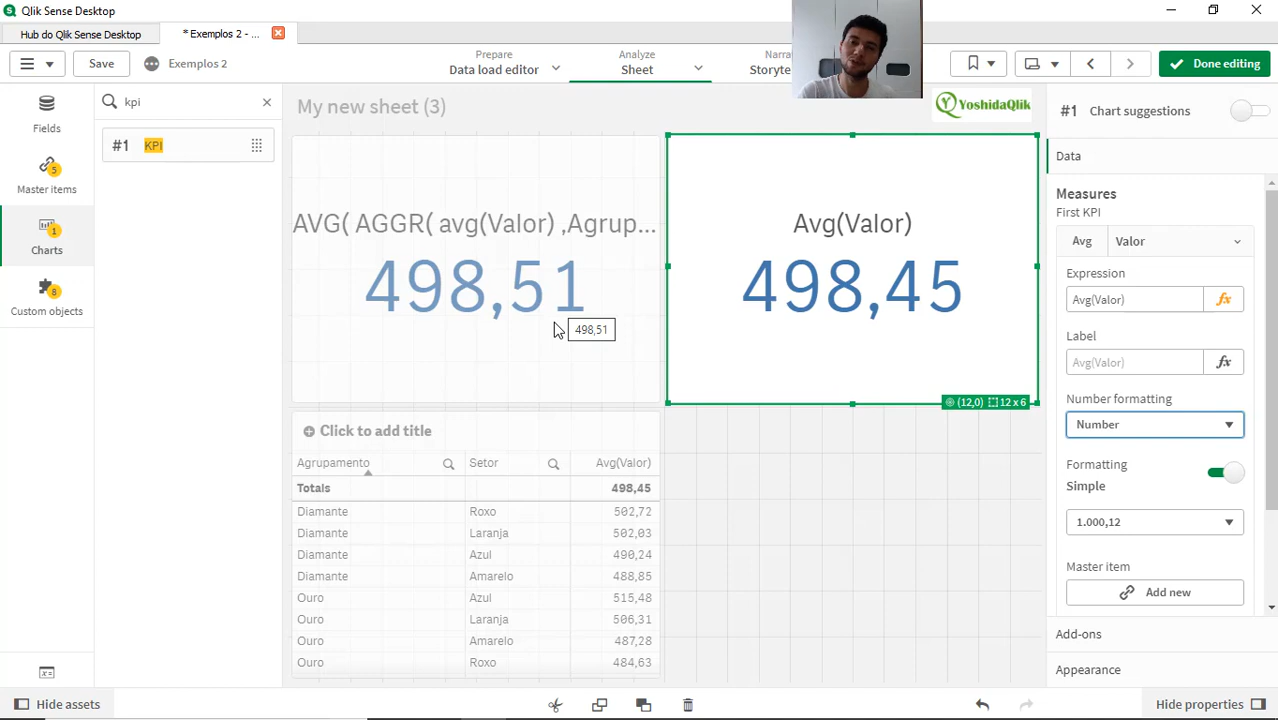 Qlik Sense Desktop
Hub do Qlik Sense Desktop
* Exemplos 2 - ...
Save
Exemplos 2
Prepare
Data load editor
Analyze
Sheet
Narra
Storyte
Done editing
Fields
5
Master items
1
Charts
8
Custom objects
kpi
#1 KPI
My new sheet (3)
YoshidaQlik
AVG( AGGR( avg(Valor) ,Agrup...
498,51
498,51
Avg(Valor)
498,45
(12,0) 12 x 6
Click to add title
Agrupamento Setor Avg(Valor)
Totals 498,45
Diamante Roxo 502,72
Diamante Laranja 502,03
Diamante Azul 490,24
Diamante Amarelo 488,85
Ouro Azul 515,48
Ouro Laranja 506,31
Ouro Amarelo 487,28
Ouro Roxo 484,63
#1 Chart suggestions
Data
Measures
First KPI
Avg Valor
Expression
Avg(Valor)
fx
Label
Avg(Valor)
fx
Number formatting
Number
Formatting
Simple
1.000,12
Master item
Add new
Add-ons
Appearance
Hide assets
Hide properties